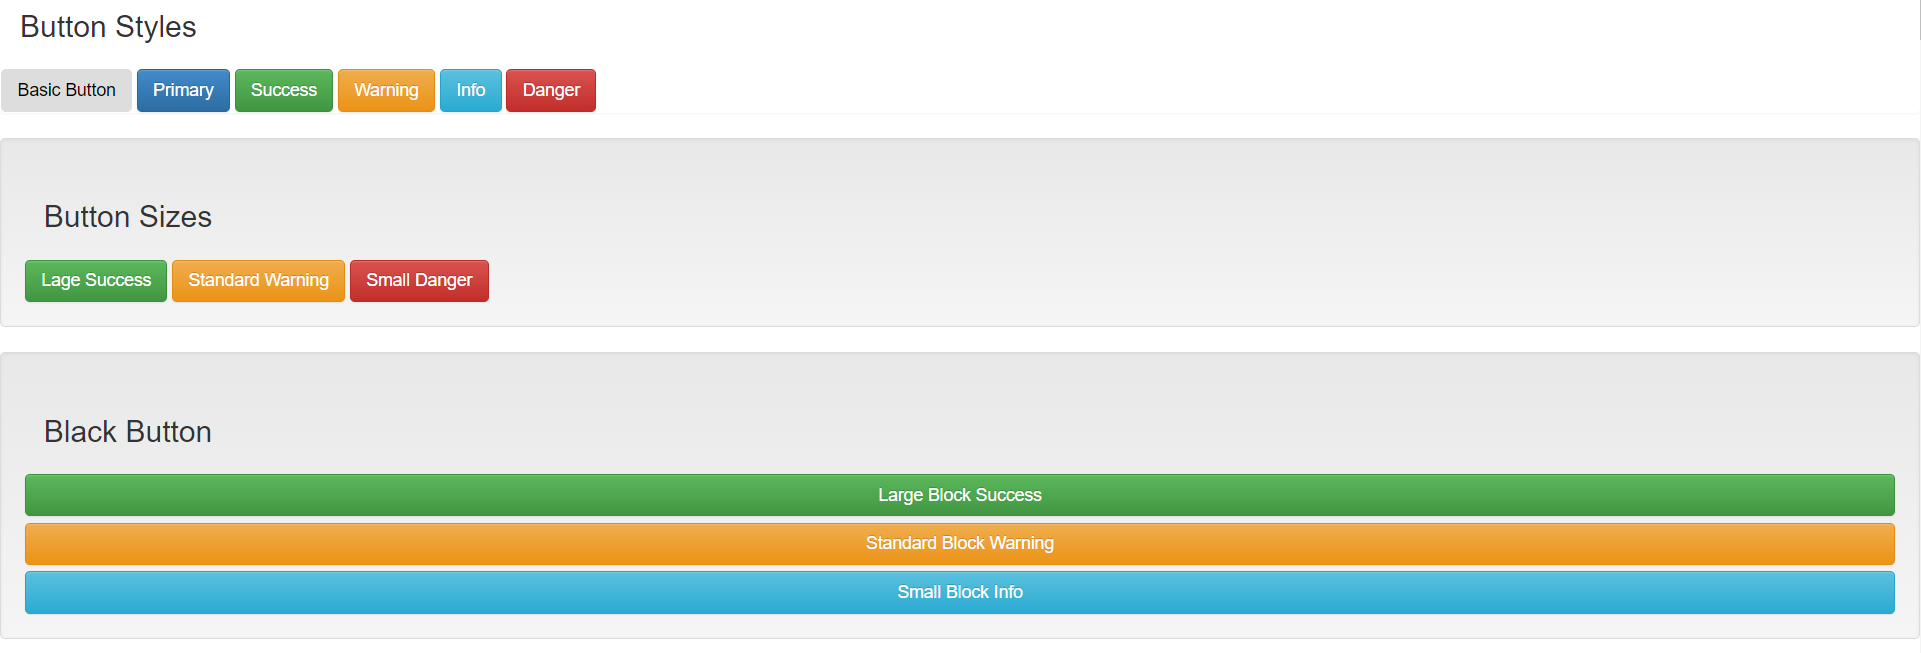 Button Styles
Basic Button Primary Success Warning Info Danger
Button Sizes
Lage Success Standard Warning Small Danger
Black Button
Large Block Success
Standard Block Warning
Small Block Info